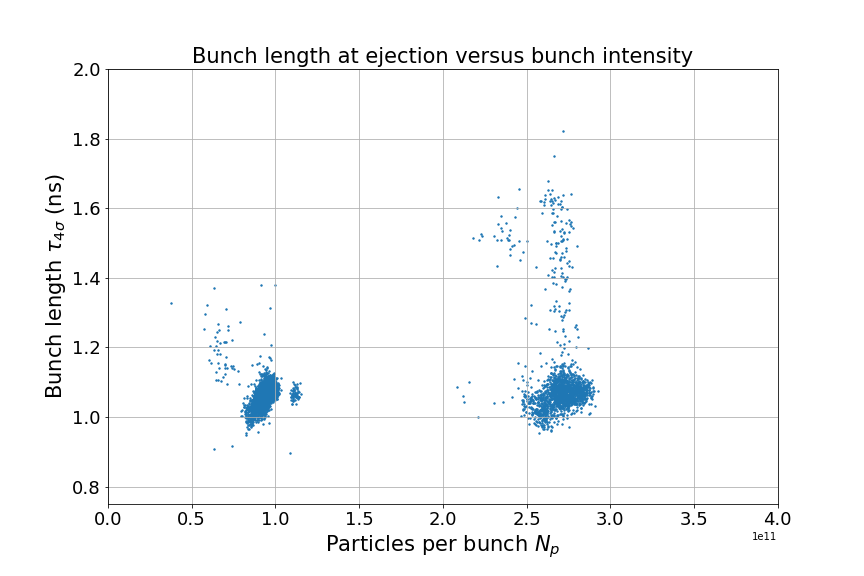 Bunch length at ejection versus bunch intensity
2.0
1.8
1.6
1.4
1.2
1.0
0.8
Bunch length τ4σ (ns)
0.0 0.5 1.0 1.5 2.0 2.5 3.0 3.5 4.0
1e11
Particles per bunch Np